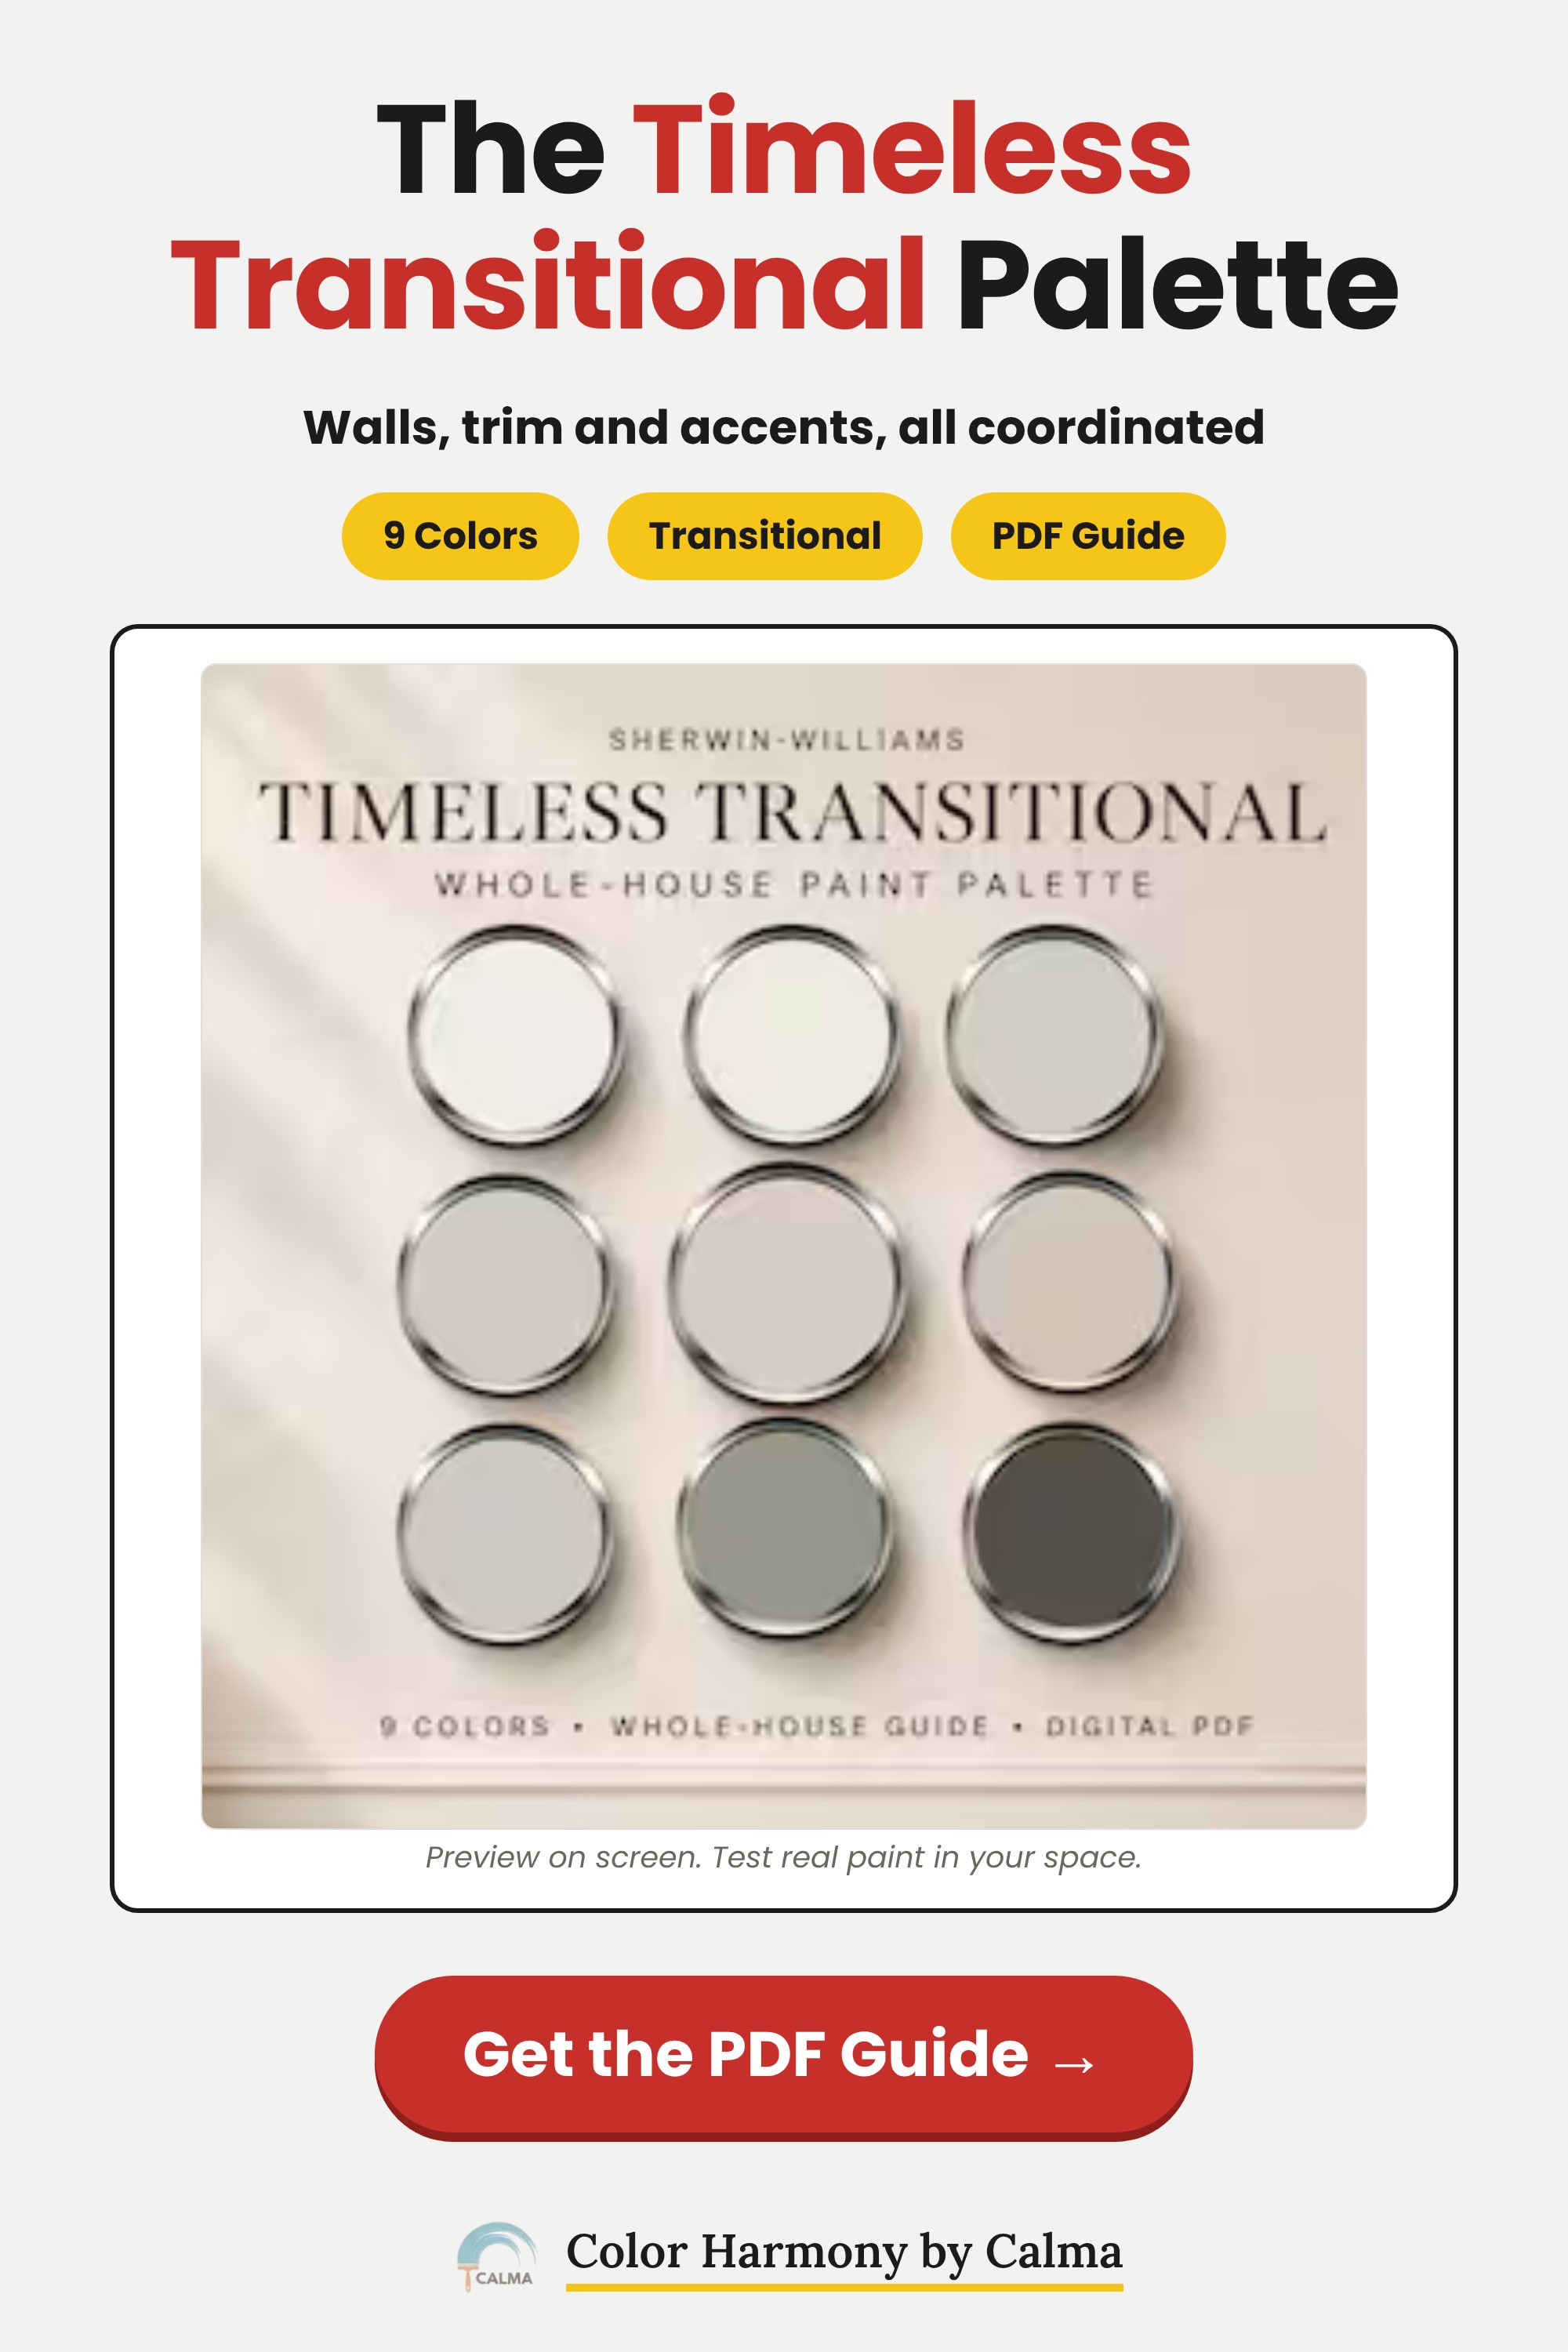 The Timeless
Transitional Palette
Walls, trim and accents, all coordinated
9 Colors
Transitional
PDF Guide
SHERWIN-WILLIAMS
TIMELESS TRANSITIONAL
WHOLE-HOUSE PAINT PALETTE
9 COLORS • WHOLE-HOUSE GUIDE • DIGITAL PDF
Preview on screen. Test real paint in your space.
Get the PDF Guide →
CALMA
Color Harmony by Calma